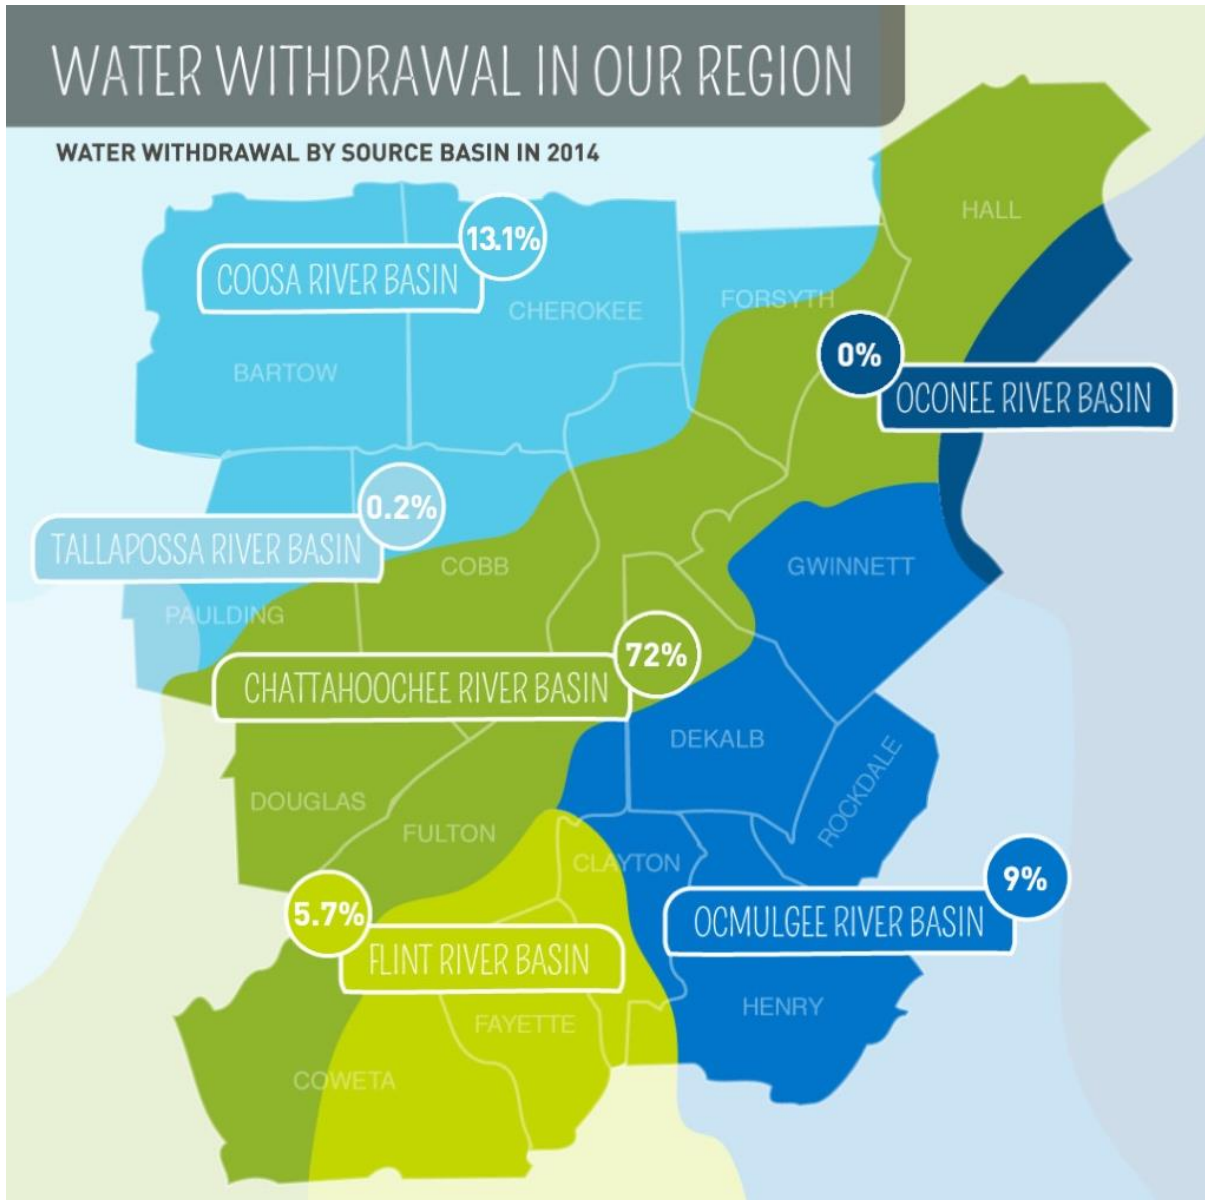 WATER WITHDRAWAL IN OUR REGION
WATER WITHDRAWAL BY SOURCE BASIN IN 2014
HALL
13.1%
COOSA RIVER BASIN
CHEROKEE
FORSYTH
BARTOW
0%
OCONEE RIVER BASIN
0.2%
TALLAPOSSA RIVER BASIN
COBB
GWINNETT
PAULDING
72%
CHATTAHOOCHEE RIVER BASIN
DEKALB
ROCKDALE
DOUGLAS
FULTON
CLAYTON
9%
OCMULGEE RIVER BASIN
5.7%
FLINT RIVER BASIN
HENRY
FAYETTE
COWETA